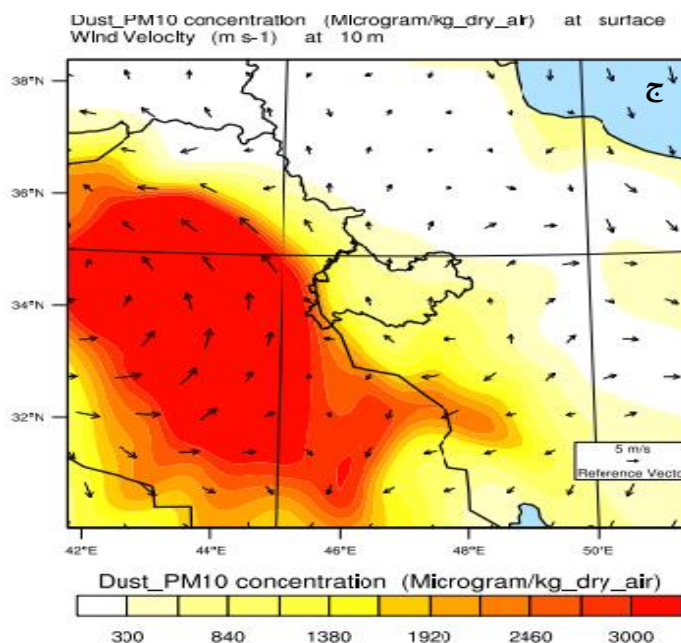 Dust_PM10 concentration (Microgram/kg_dry_air) at surface
Wind Velocity (m s-1) at 10 m
38°N
36°N
34°N
32°N
ج
5 m/s
Reference Vecto
42°E 44°E 46°E 48°E 50°E
Dust_PM10 concentration (Microgram/kg_dry_air)
300 840 1380 1920 2460 3000